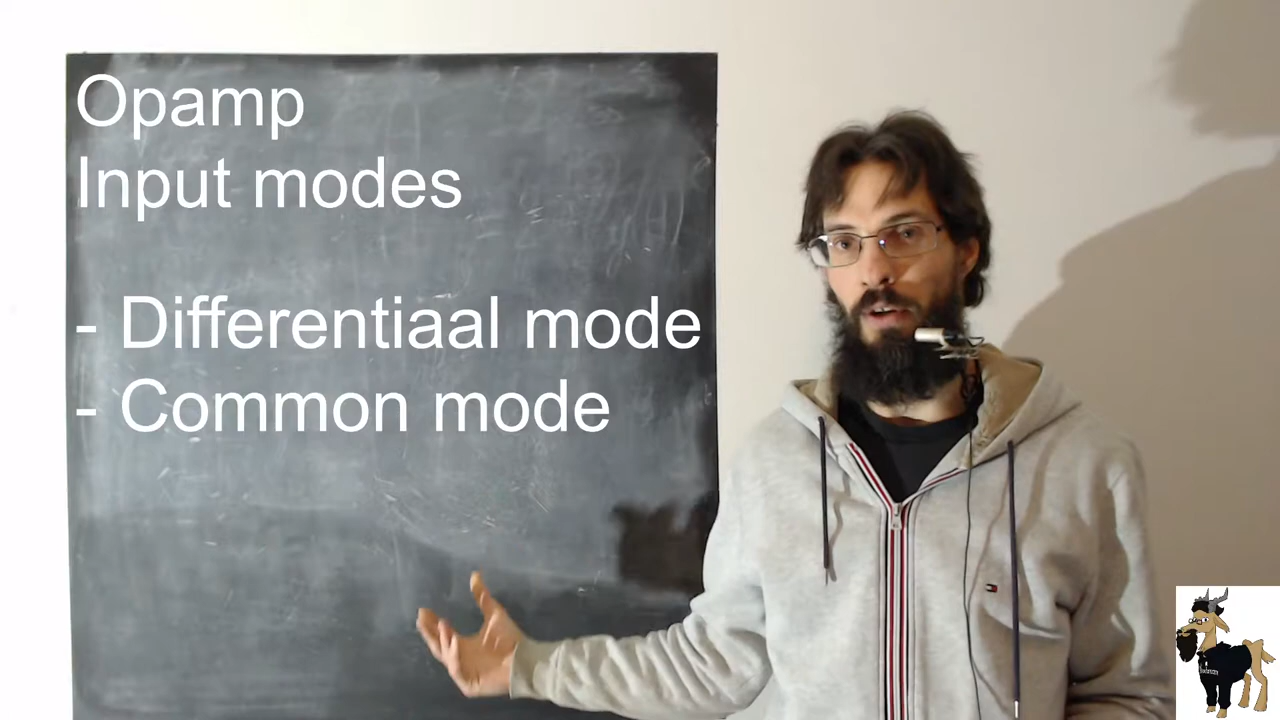 Opamp
Input modes
- Differentiaal mode
- Common mode